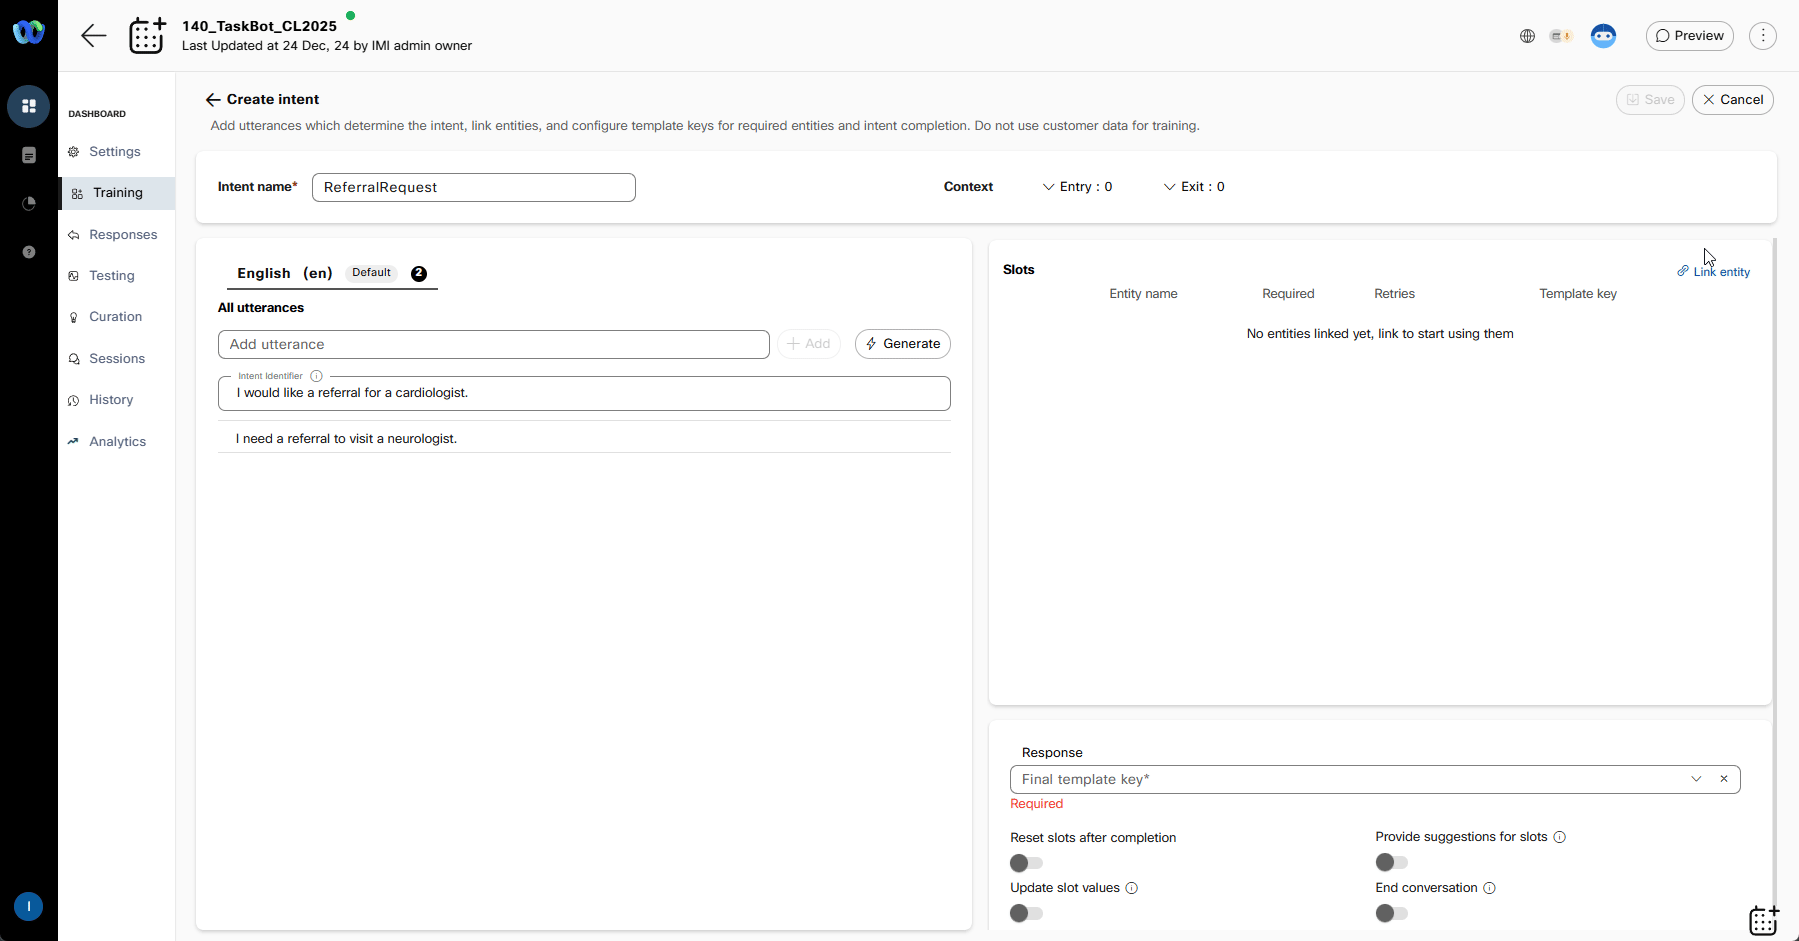 140_TaskBot_CL2025
Last Updated at 24 Dec, 24 by IMI admin owner
Preview
DASHBOARD
Settings
Training
Responses
Testing
Curation
Sessions
History
Analytics
I
Create intent
Save
Cancel
Add utterances which determine the intent, link entities, and configure template keys for required entities and intent completion. Do not use customer data for training.
Intent name*
ReferralRequest
Context
Entry : 0
Exit : 0
English (en) Default 2
All utterances
Add utterance
Add
Generate
Intent Identifier
I would like a referral for a cardiologist.
I need a referral to visit a neurologist.
Slots
Link entity
Entity name Required Retries Template key
No entities linked yet, link to start using them
Response
Final template key*
Required
Reset slots after completion
Provide suggestions for slots
Update slot values
End conversation